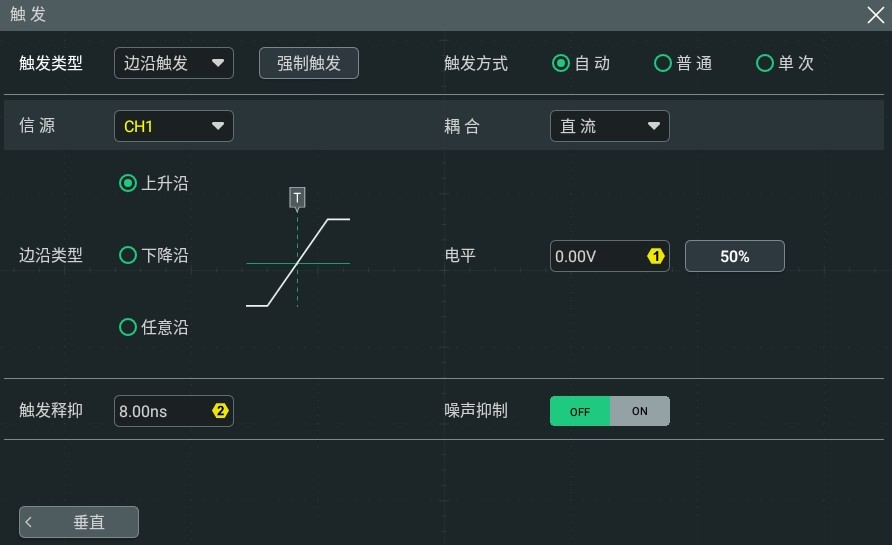 触发
触发类型 边沿触发 强制触发 触发方式 自动 普通 单次
信源 CH1 耦合 直流
上升沿
T
边沿类型 下降沿 电平 0.00V 1 50%
任意沿
触发释抑 8.00ns 2 噪声抑制 OFF ON
垂直